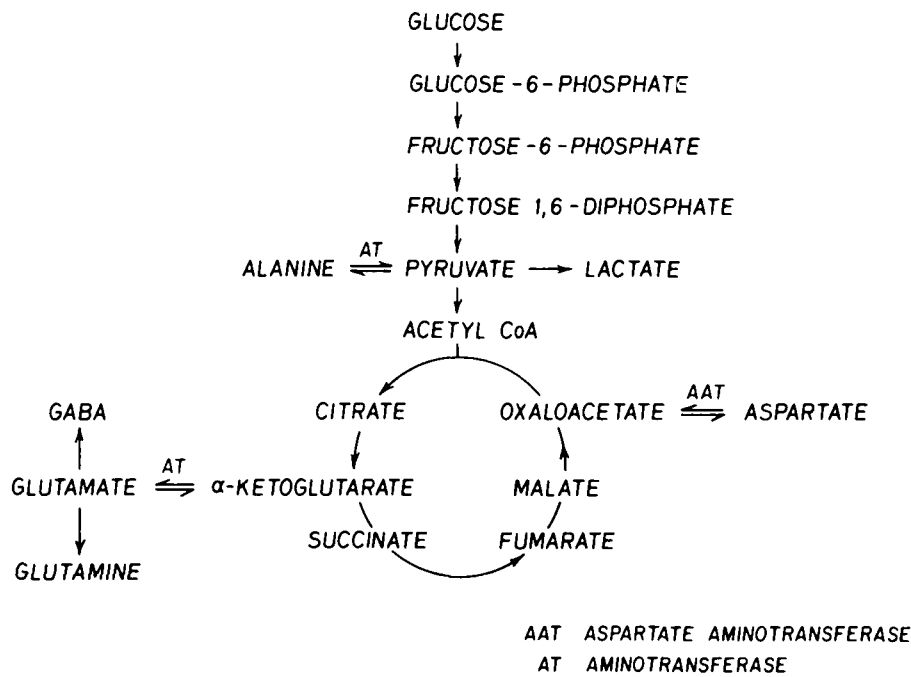 GLUCOSE
GLUCOSE-6-PHOSPHATE
FRUCTOSE-6-PHOSPHATE
FRUCTOSE 1,6-DIPHOSPHATE
ALANINE AT PYRUVATE LACTATE
ACETYL CoA
GABA CITRATE OXALOACETATE AAT ASPARTATE
GLUTAMATE AT α-KETOGLUTARATE MALATE
SUCCINATE FUMARATE
GLUTAMINE
AAT ASPARTATE AMINOTRANSFERASE
AT AMINOTRANSFERASE